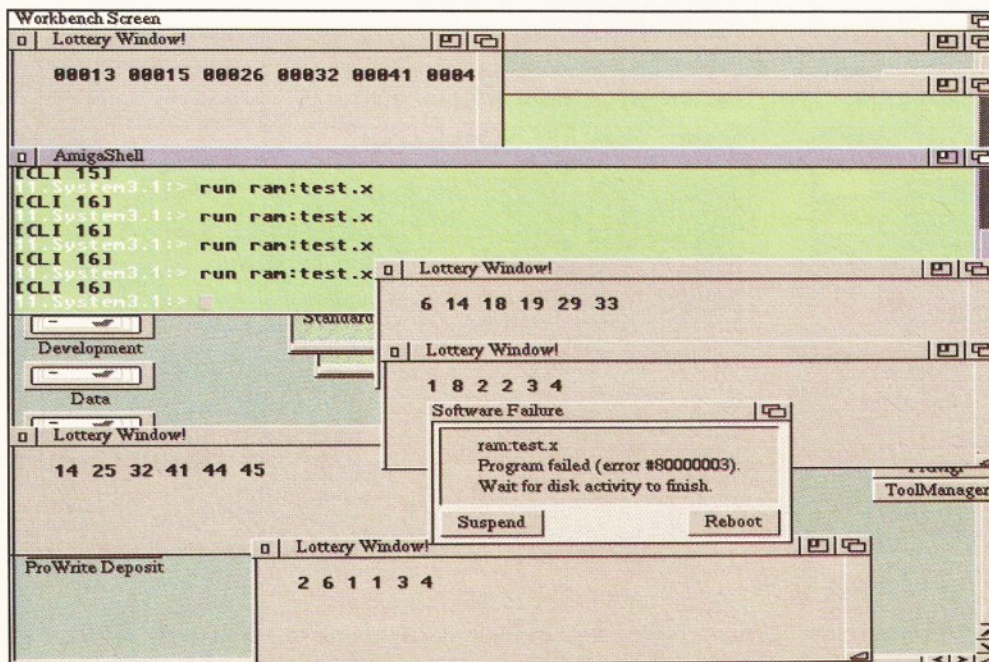 Workbench Screen
Lottery Window!
00013 00015 00026 00032 00041 0004
AmigaShell
[CLI 15]
11.System3.1:> run ram:test.x
[CLI 16]
11.System3.1:> run ram:test.x
[CLI 16]
11.System3.1:> run ram:test.x
[CLI 16]
11.System3.1:> run ram:test.x
[CLI 16]
11.System3.1:>
Lottery Window!
6 14 18 19 29 33
Standard
Development
Lottery Window!
1 8 2 2 3 4
Data
Software Failure
ram:test.x
Program failed (error #80000003).
Wait for disk activity to finish.
Suspend
Reboot
Lottery Window!
14 25 32 41 44 45
ToolManager
Lottery Window!
2 6 1 1 3 4
ProWrite Deposit